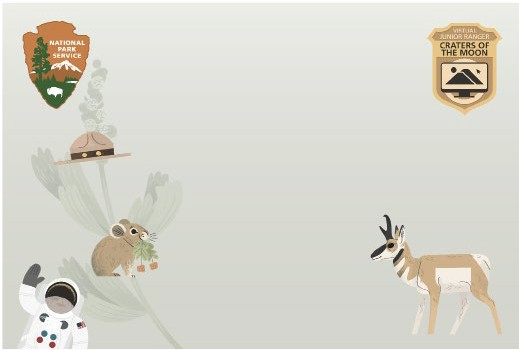 NATIONAL
PARK
SERVICE
VIRTUAL
JUNIOR RANGER
CRATERS OF
THE MOON